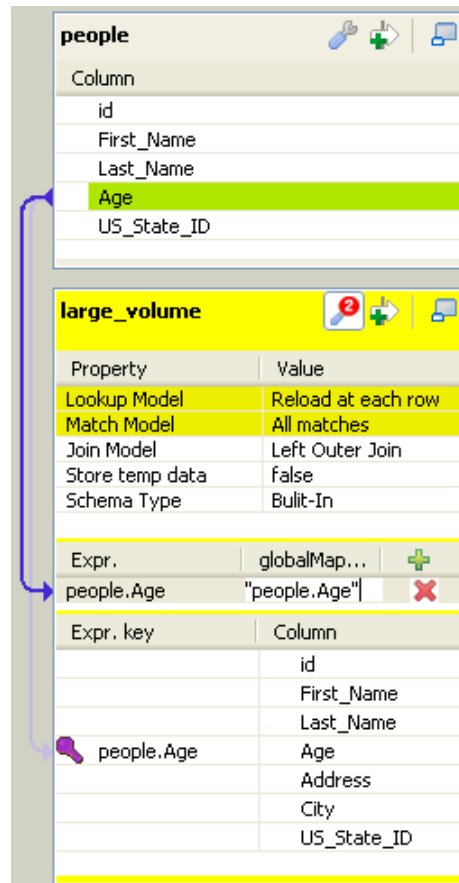 people
Column
id
First_Name
Last_Name
Age
US_State_ID
large_volume 2
Property Value
Lookup Model Reload at each row
Match Model All matches
Join Model Left Outer Join
Store temp data false
Schema Type Bulit-In
Expr. globalMap...
people.Age "people.Age"
Expr. key Column
id
First_Name
Last_Name
people.Age Age
Address
City
US_State_ID